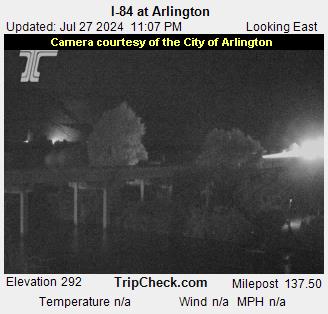 I-84 at Arlington
Updated: Jul 27 2024 11:07 PM Looking East
Camera courtesy of the City of Arlington
Elevation 292 TripCheck.com Milepost 137.50
Temperature n/a Wind n/a MPH n/a